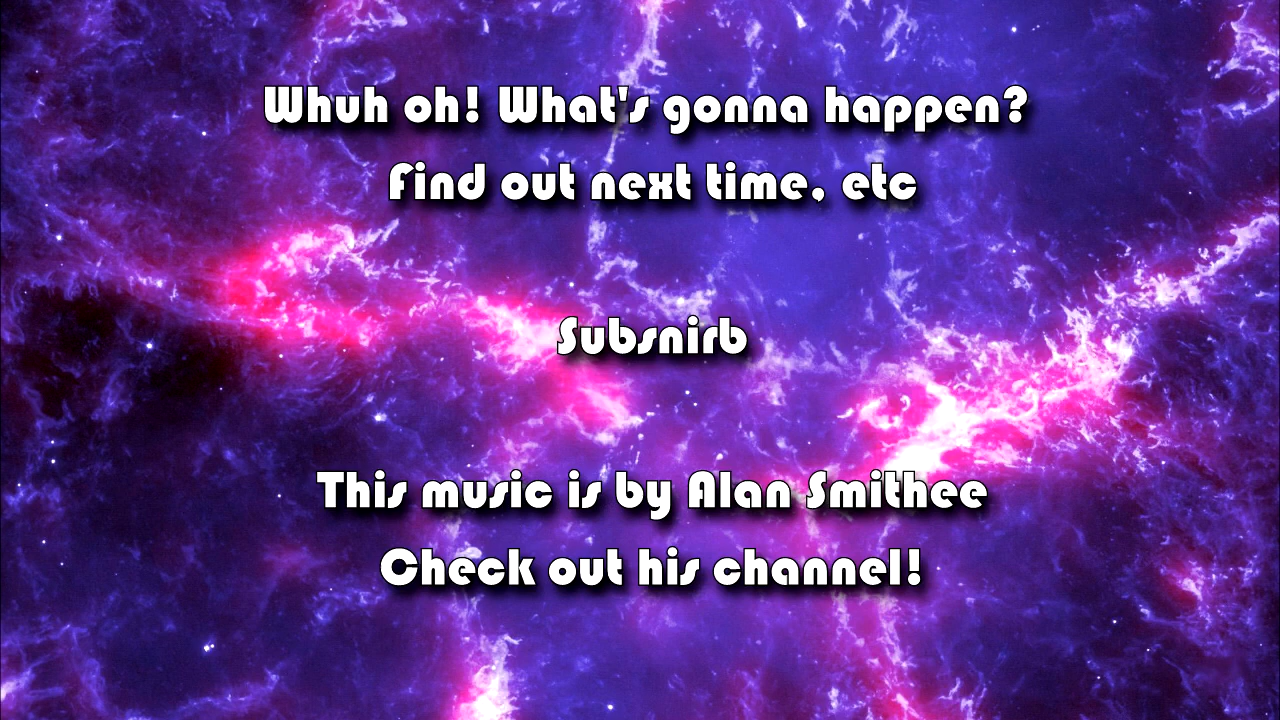 Whuh oh! What's gonna happen?
Find out next time, etc
Subsnirb
This music is by Alan Smithee
Check out his channel!